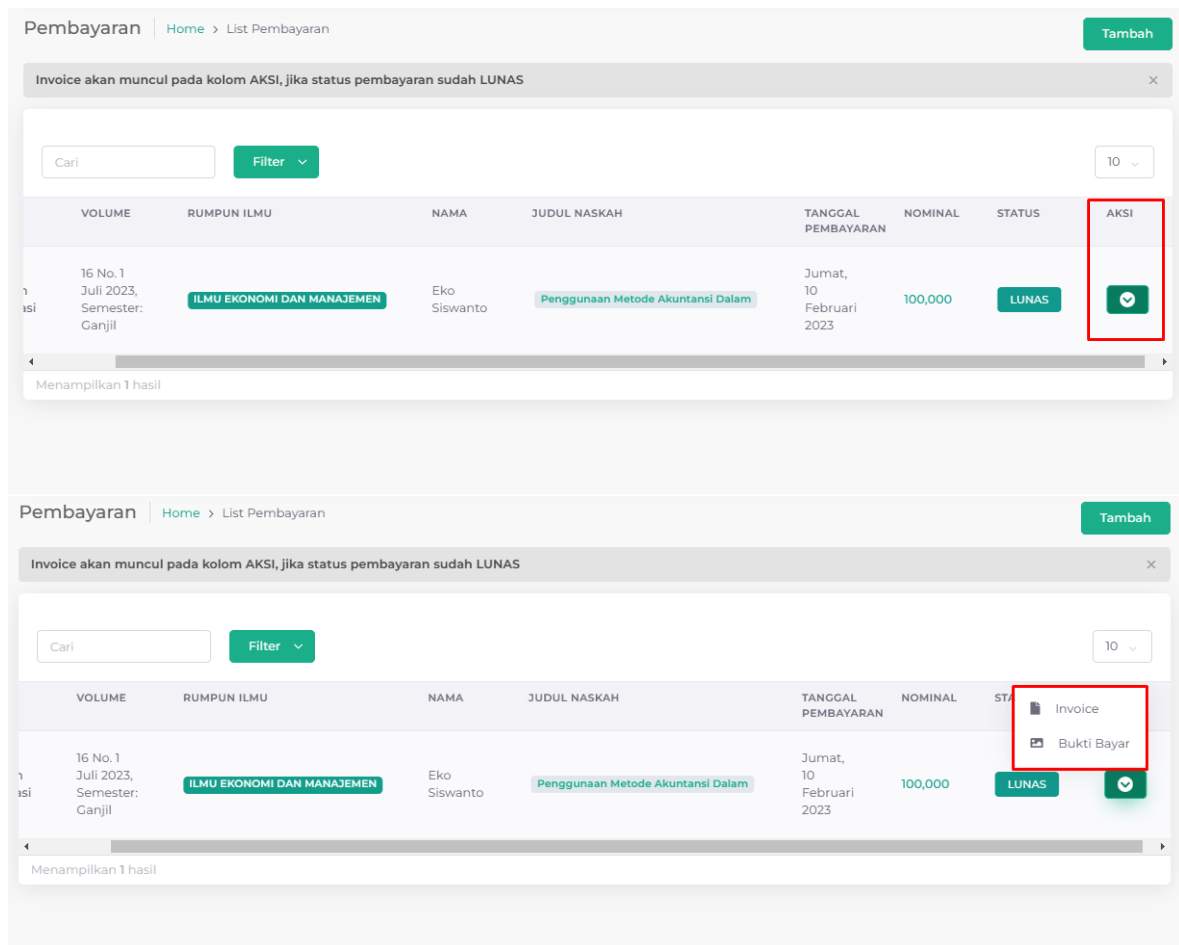 Pembayaran Home > List Pembayaran Tambah
Invoice akan muncul pada kolom AKSI, jika status pembayaran sudah LUNAS ×
Cari Filter 10
VOLUME RUMPUN ILMU NAMA JUDUL NASKAH TANGGAL PEMBAYARAN NOMINAL STATUS AKSI
16 No. 1
Juli 2023,
Semester:
Ganjil
ILMU EKONOMI DAN MANAJEMEN
Eko
Siswanto
Penggunaan Metode Akuntansi Dalam
Jumat,
10
Februari
2023
100,000
LUNAS
Menampilkan 1 hasil
Pembayaran Home > List Pembayaran Tambah
Invoice akan muncul pada kolom AKSI, jika status pembayaran sudah LUNAS ×
Cari Filter 10
VOLUME RUMPUN ILMU NAMA JUDUL NASKAH TANGGAL PEMBAYARAN NOMINAL
Invoice
Bukti Bayar
16 No. 1
Juli 2023,
Semester:
Ganjil
ILMU EKONOMI DAN MANAJEMEN
Eko
Siswanto
Penggunaan Metode Akuntansi Dalam
Jumat,
10
Februari
2023
100,000
LUNAS
Menampilkan 1 hasil